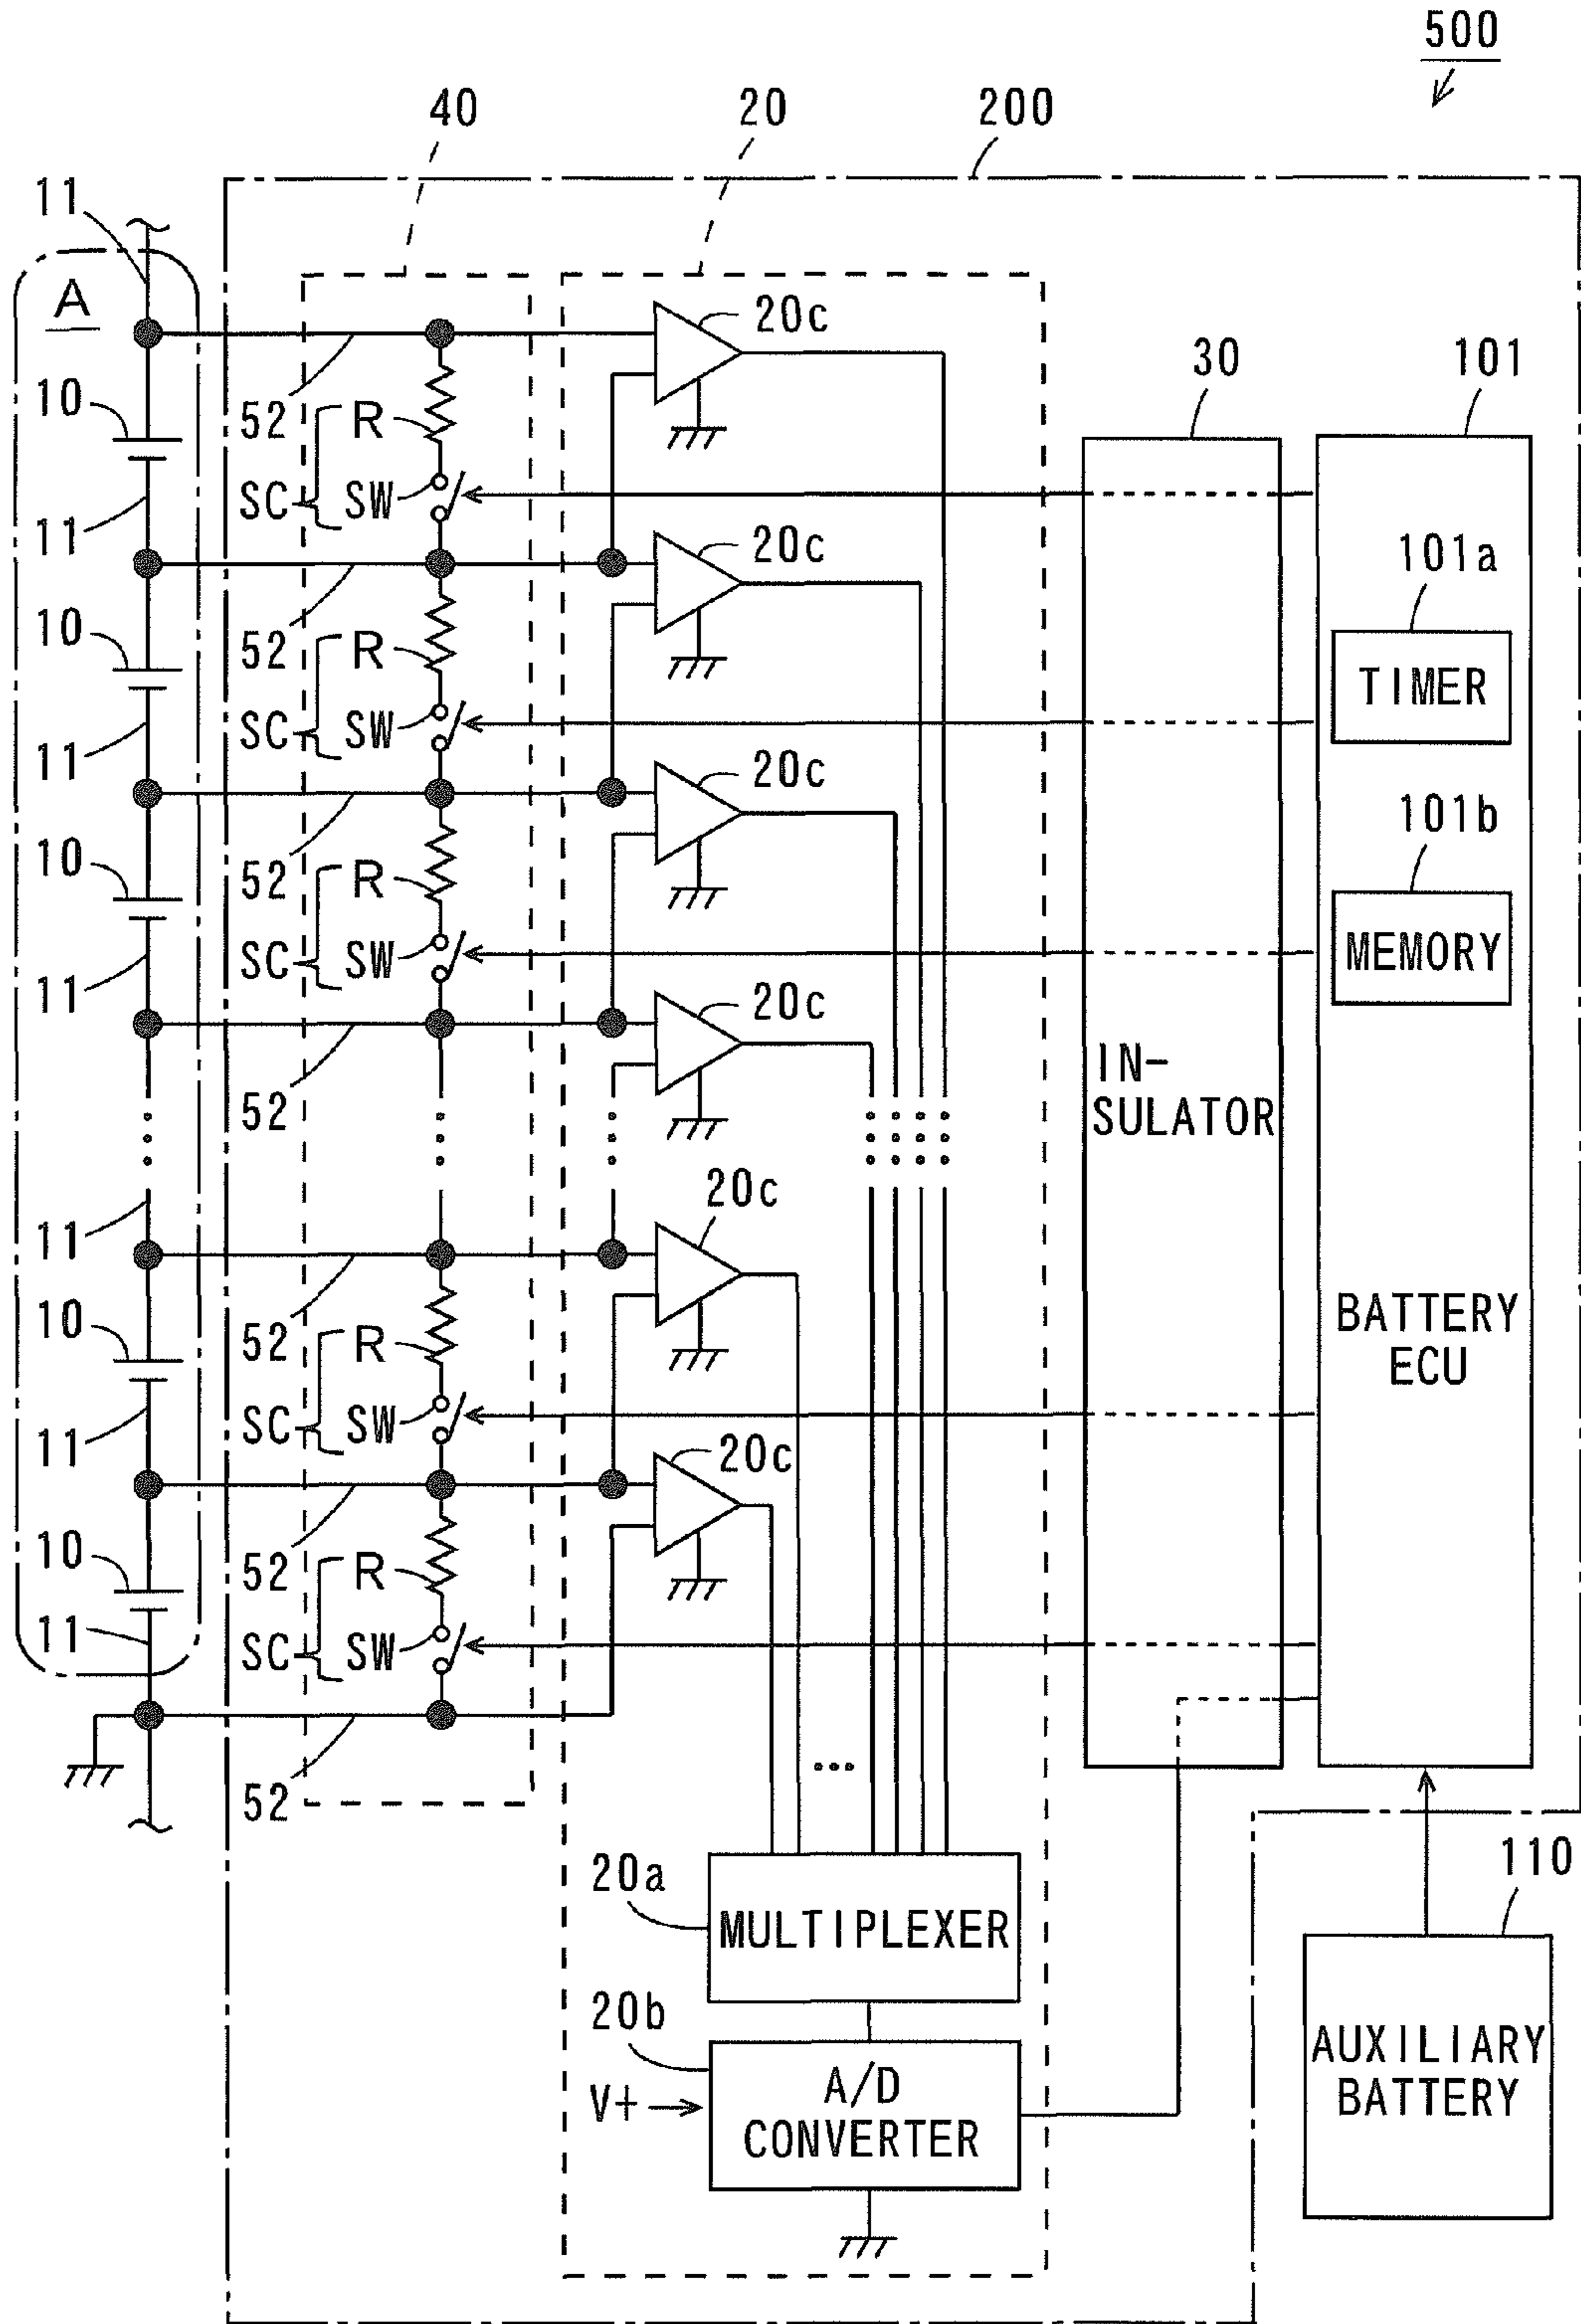 500
40 20 200
11
A
20c
30 101
10
52 R
SC SW
11
20c
101a
10
52 R
TIMER
SC SW
11
20c
101b
10
52 R
MEMORY
SC SW
11
20c
IN-
SULATOR
52
20c
11
10
52 R
BATTERY
ECU
SC SW
11
20c
10
52 R
11
SC SW
52
20a
110
MULTIPLEXER
20b
V+
A/D
CONVERTER
AUXILIARY
BATTERY